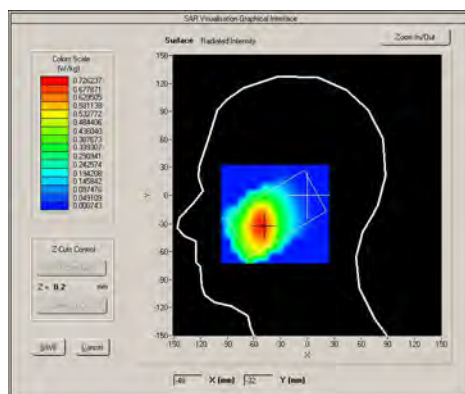 SAR Visualisation Graphical Interface
Surface Radiated Intensity
Zoom In/Out
Colors Scale
(W/kg)
0.726237
0.677871
0.629505
0.581138
0.532772
0.484406
0.436040
0.387673
0.339307
0.290941
0.242574
0.194208
0.145842
0.097476
0.049109
0.000743
150
120
90
60
30
0
-30
-60
-90
-120
-150
Y
-150 -120 -90 -60 -30 0 30 60 90 120 150
X
Z-Cuts Control
Z = 0.2 mm
SAVE Cancel
-48 X (mm) -32 Y (mm)